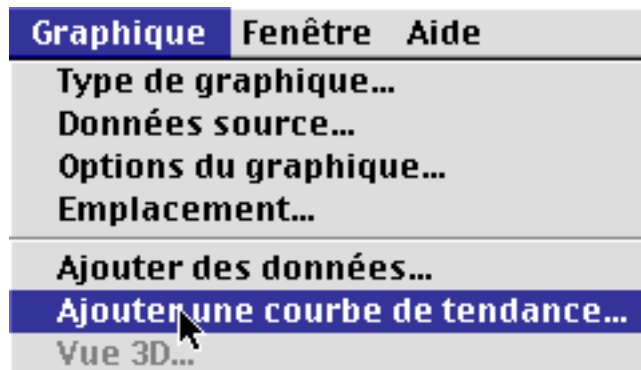 Graphique Fenêtre Aide
Type de graphique...
Données source...
Options du graphique...
Emplacement...
Ajouter des données...
Ajouter une courbe de tendance...
Vue 3D...